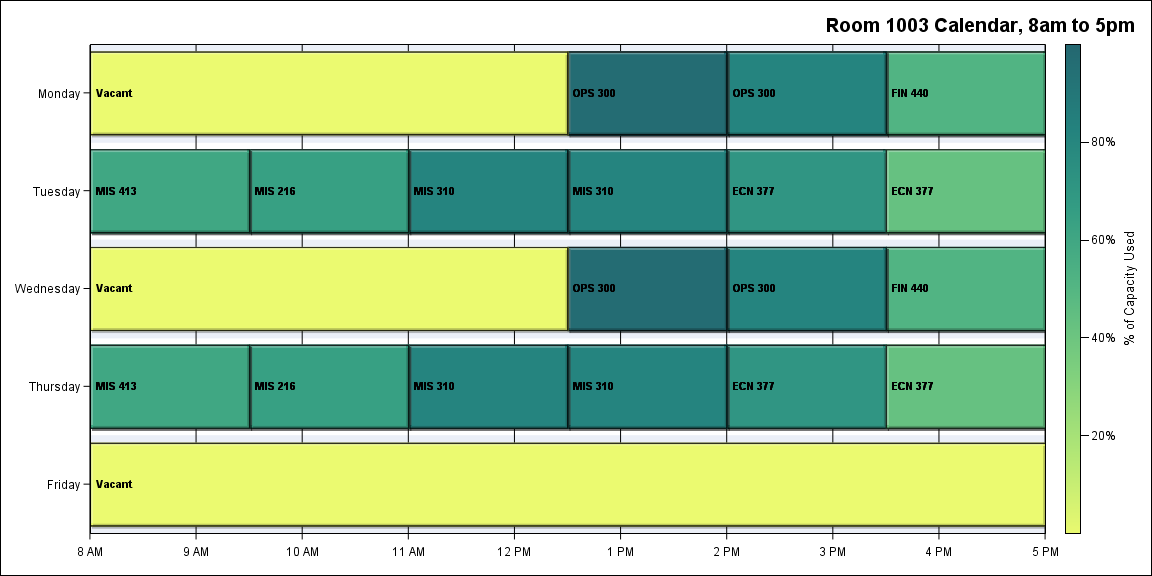 Room 1003 Calendar, 8am to 5pm
Monday
Vacant
OPS 300
OPS 300
FIN 440
Tuesday
MIS 413
MIS 216
MIS 310
MIS 310
ECN 377
ECN 377
Wednesday
Vacant
OPS 300
OPS 300
FIN 440
Thursday
MIS 413
MIS 216
MIS 310
MIS 310
ECN 377
ECN 377
Friday
Vacant
8 AM
9 AM
10 AM
11 AM
12 PM
1 PM
2 PM
3 PM
4 PM
5 PM
80%
60%
40%
20%
% of Capacity Used